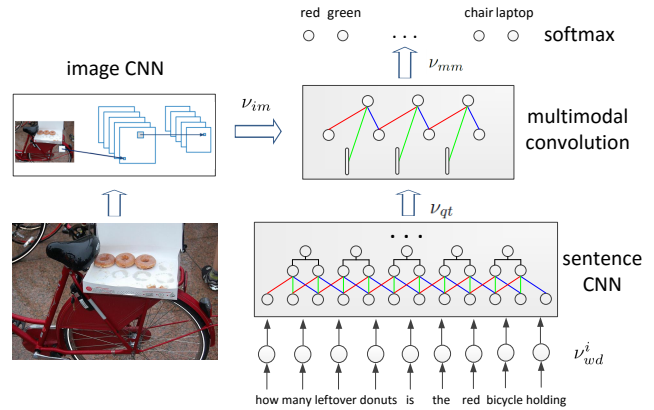 red green ... chair laptop
softmax
image CNN
ν_mm
ν_im
multimodal
convolution
ν_qt
...
sentence
CNN
ν^i_wd
how many leftover donuts is the red bicycle holding